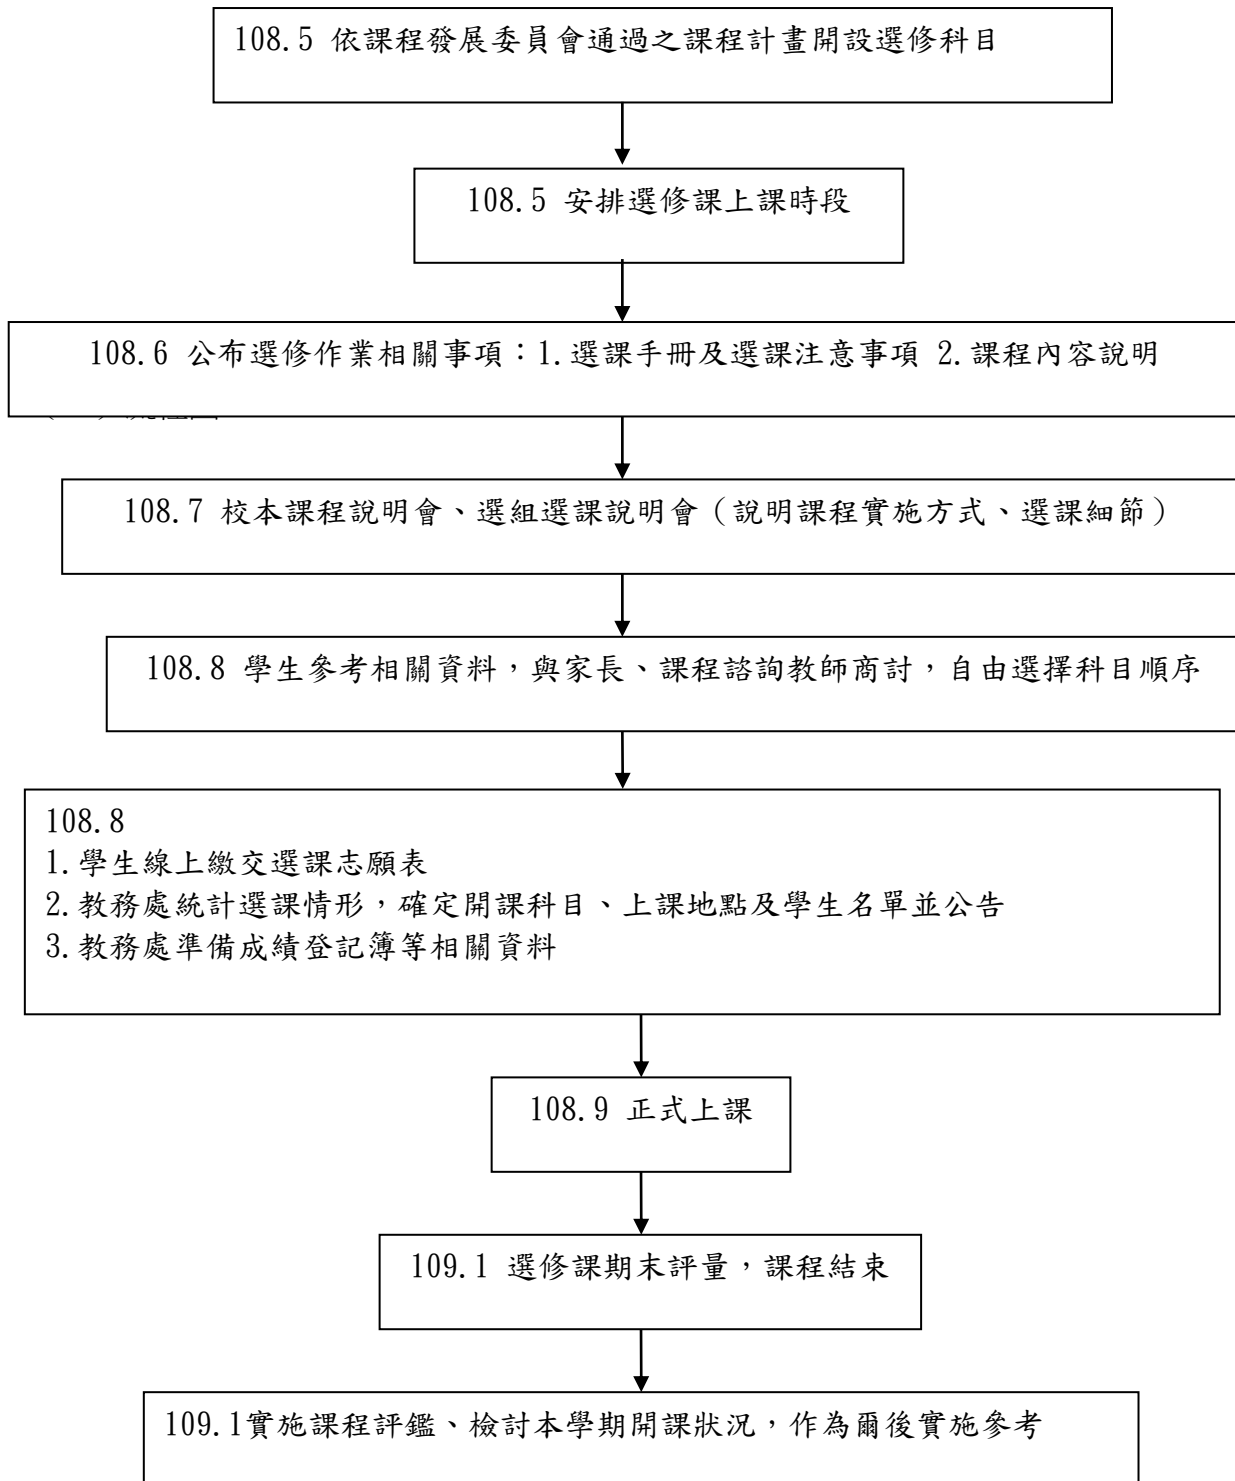 108.5 依課程發展委員會通過之課程計畫開設選修科目
108.5 安排選修課上課時段
108.6 公布選修作業相關事項：1.選課手冊及選課注意事項 2.課程內容說明
108.7 校本課程說明會、選組選課說明會（說明課程實施方式、選課細節）
108.8 學生參考相關資料，與家長、課程諮詢教師商討，自由選擇科目順序
108.8
1.學生線上繳交選課志願表
2.教務處統計選課情形，確定開課科目、上課地點及學生名單並公告
3.教務處準備成績登記簿等相關資料
108.9 正式上課
109.1 選修課期末評量，課程結束
109.1實施課程評鑑、檢討本學期開課狀況，作為爾後實施參考